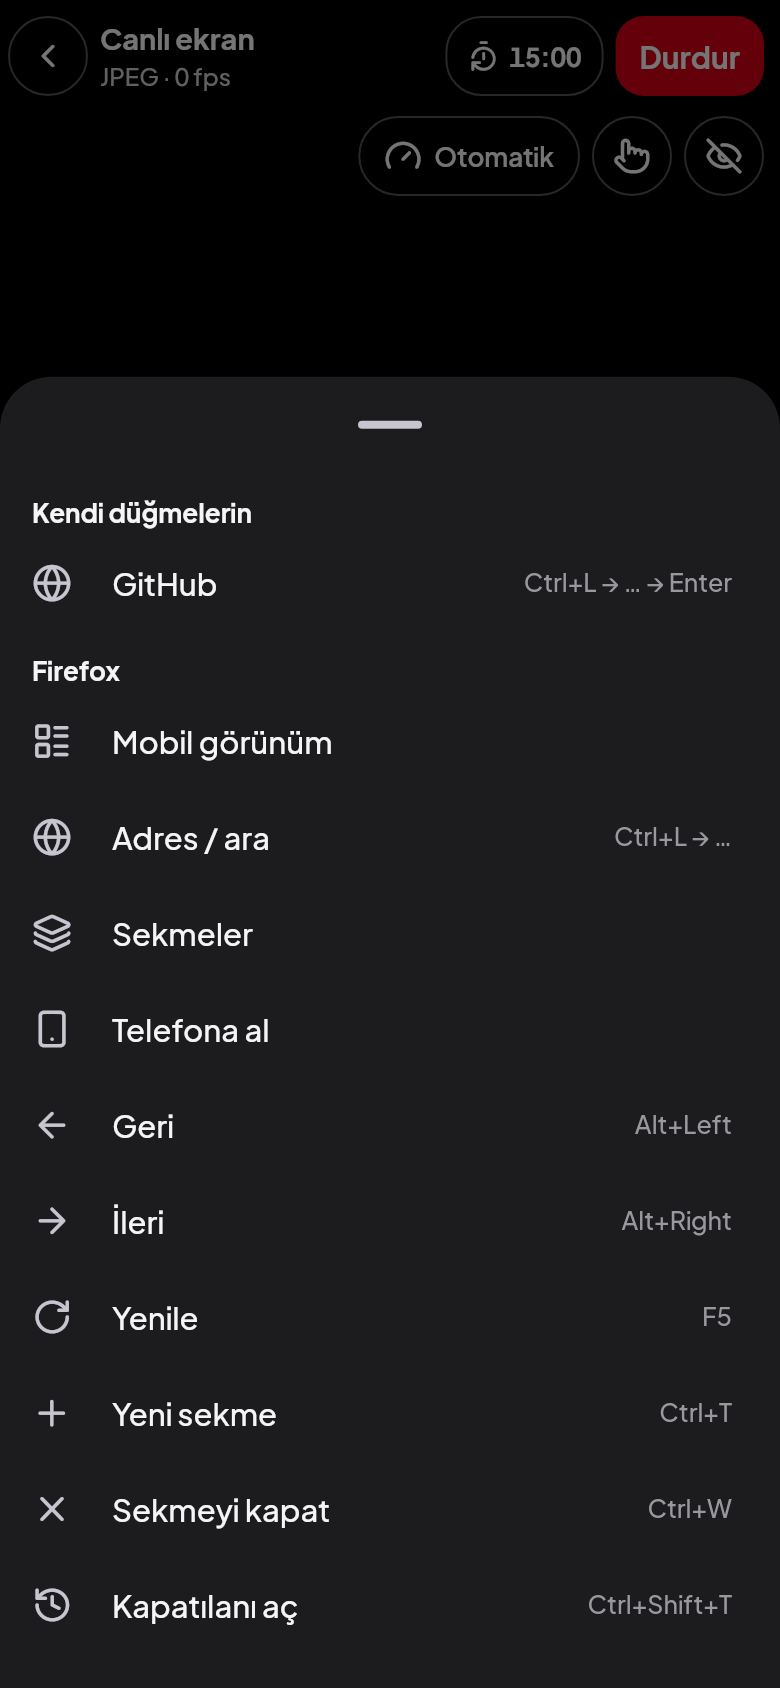 Canlı ekran
JPEG · 0 fps
15:00
Durdur
Otomatik
Kendi düğmelerin
GitHub Ctrl+L → ... → Enter
Firefox
Mobil görünüm
Adres / ara Ctrl+L → ...
Sekmeler
Telefona al
Geri Alt+Left
İleri Alt+Right
Yenile F5
Yeni sekme Ctrl+T
Sekmeyi kapat Ctrl+W
Kapatılanı aç Ctrl+Shift+T